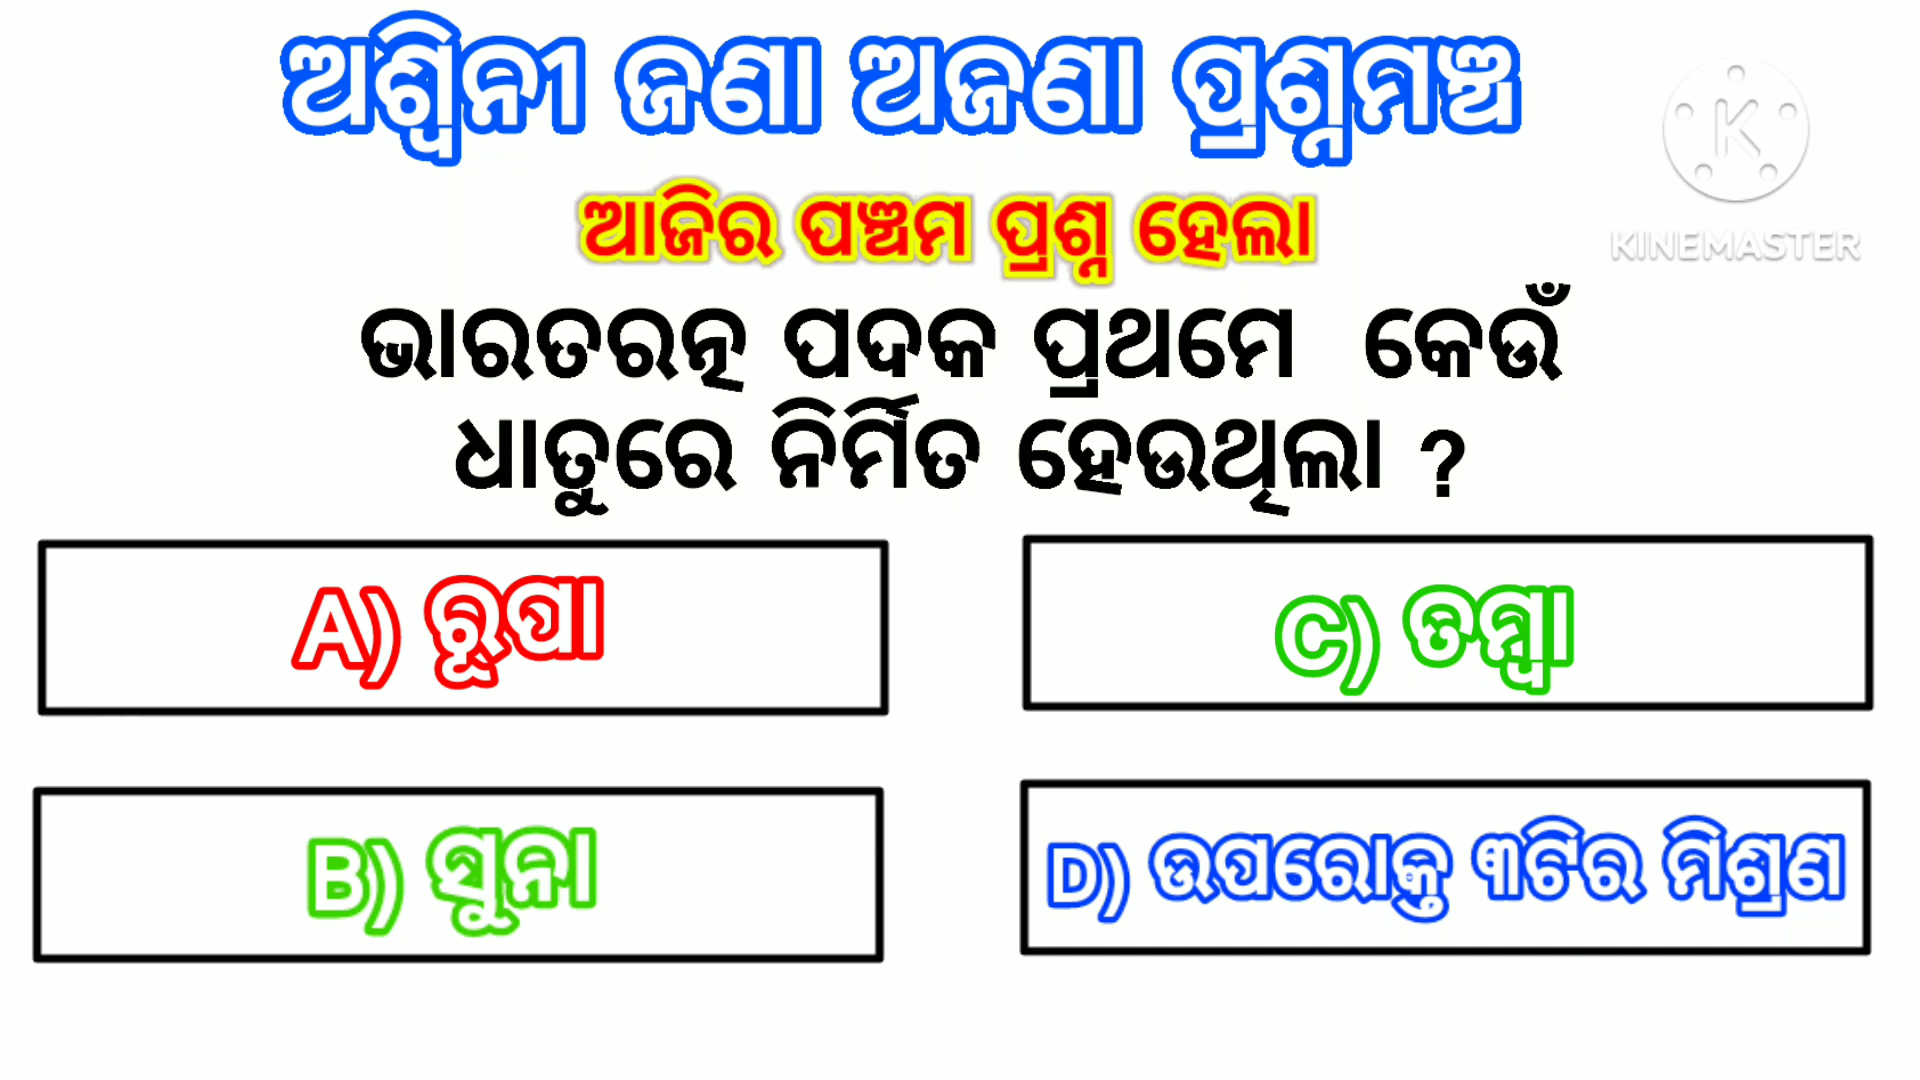 ଅଶ୍ୱିନୀ ଜଣା ଅଜଣା ପ୍ରଶ୍ନମଞ୍ଚ
KINEMASTER
ଆଜିର ପଞ୍ଚମ ପ୍ରଶ୍ନ ହେଲା
ଭାରତରତ୍ନ ପଦକ ପ୍ରଥମେ କେଉଁ
ଧାତୁରେ ନିର୍ମିତ ହେଉଥିଲା ?
A) ରୂପା
C) ତମ୍ବା
B) ସୁନା
D) ଉପରୋକ୍ତ ୩ଟିର ମିଶ୍ରଣ